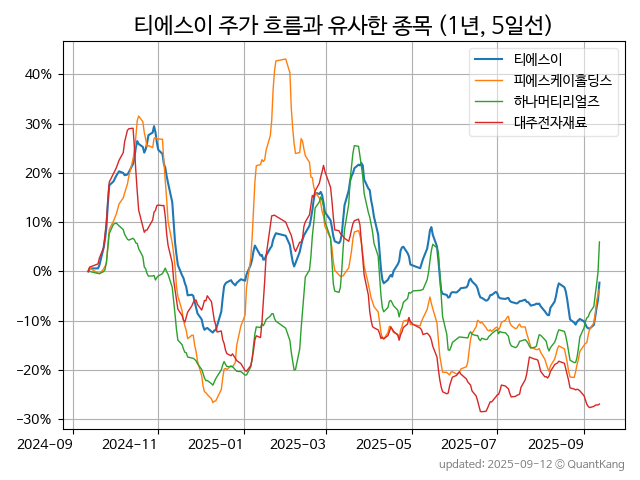 티에스이 주가 흐름과 유사한 종목 (1년, 5일선)
티에스이
피에스케이홀딩스
하나머티리얼즈
대주전자재료
40%
30%
20%
10%
0%
−10%
−20%
−30%
2024-09 2024-11 2025-01 2025-03 2025-05 2025-07 2025-09
updated: 2025-09-12 © QuantKang